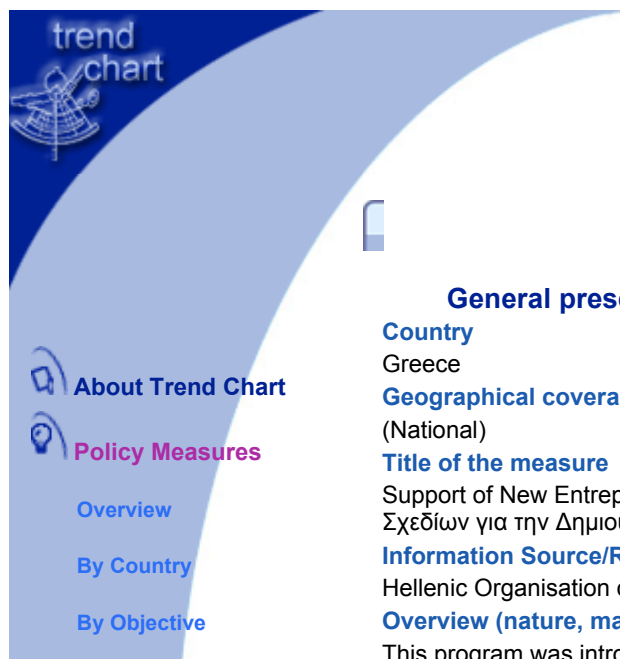 trend
chart
General prese
Country
Greece
About Trend Chart
Geographical covera
(National)
Policy Measures
Title of the measure
Support of New Entrep
Overview
Σχεδίων για την Δημιου
Information Source/R
By Country
Hellenic Organisation
By Objective
Overview (nature, ma
This program was intro